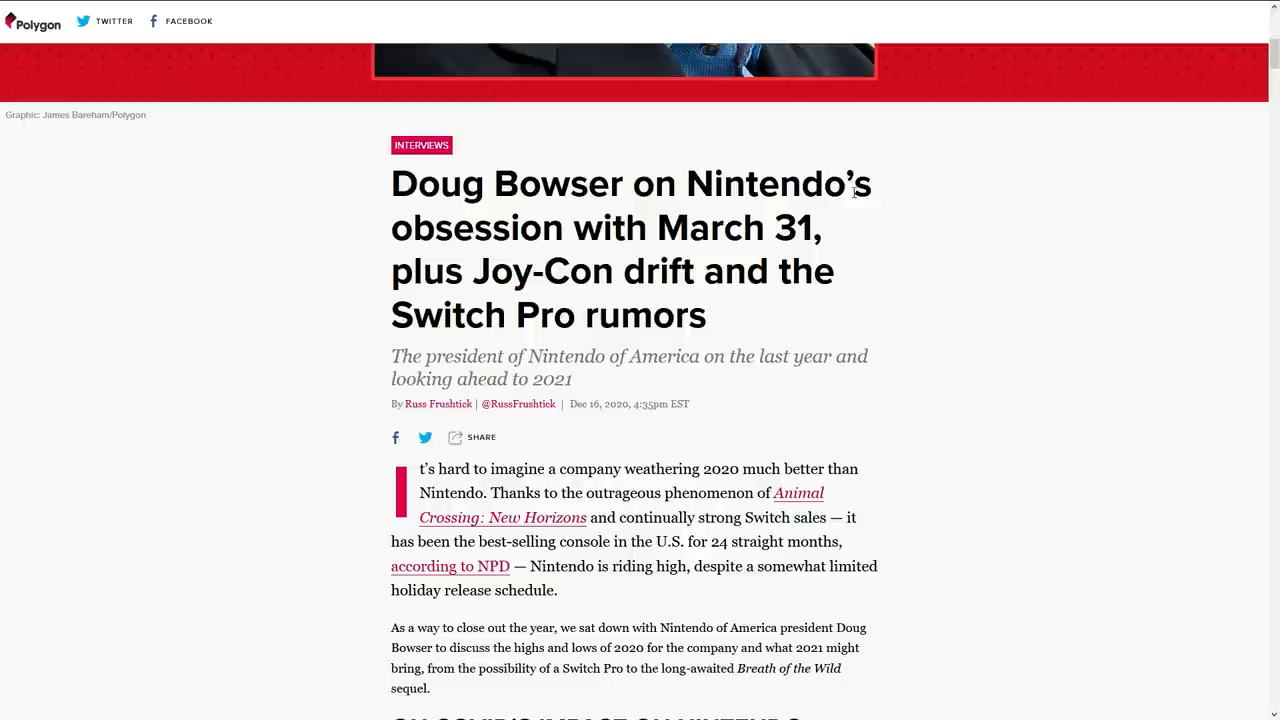 Polygon TWITTER FACEBOOK
Graphic: James Bareham/Polygon
INTERVIEWS
Doug Bowser on Nintendo’s
obsession with March 31,
plus Joy-Con drift and the
Switch Pro rumors
The president of Nintendo of America on the last year and
looking ahead to 2021
By Russ Frushtick | @RussFrushtick | Dec 16, 2020, 4:35pm EST
SHARE
It’s hard to imagine a company weathering 2020 much better than
Nintendo. Thanks to the outrageous phenomenon of Animal
Crossing: New Horizons and continually strong Switch sales — it
has been the best-selling console in the U.S. for 24 straight months,
according to NPD — Nintendo is riding high, despite a somewhat limited
holiday release schedule.
As a way to close out the year, we sat down with Nintendo of America president Doug
Bowser to discuss the highs and lows of 2020 for the company and what 2021 might
bring, from the possibility of a Switch Pro to the long-awaited Breath of the Wild
sequel.